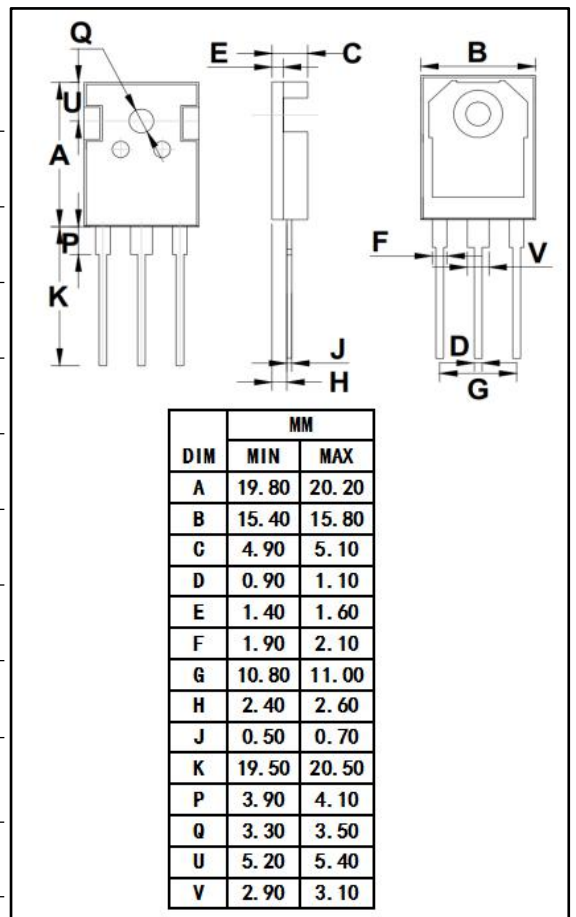 Q
E
C
B
U
A
P
K
F
V
J
H
D
G
MM
DIM MIN MAX
A 19.80 20.20
B 15.40 15.80
C 4.90 5.10
D 0.90 1.10
E 1.40 1.60
F 1.90 2.10
G 10.80 11.00
H 2.40 2.60
J 0.50 0.70
K 19.50 20.50
P 3.90 4.10
Q 3.30 3.50
U 5.20 5.40
V 2.90 3.10